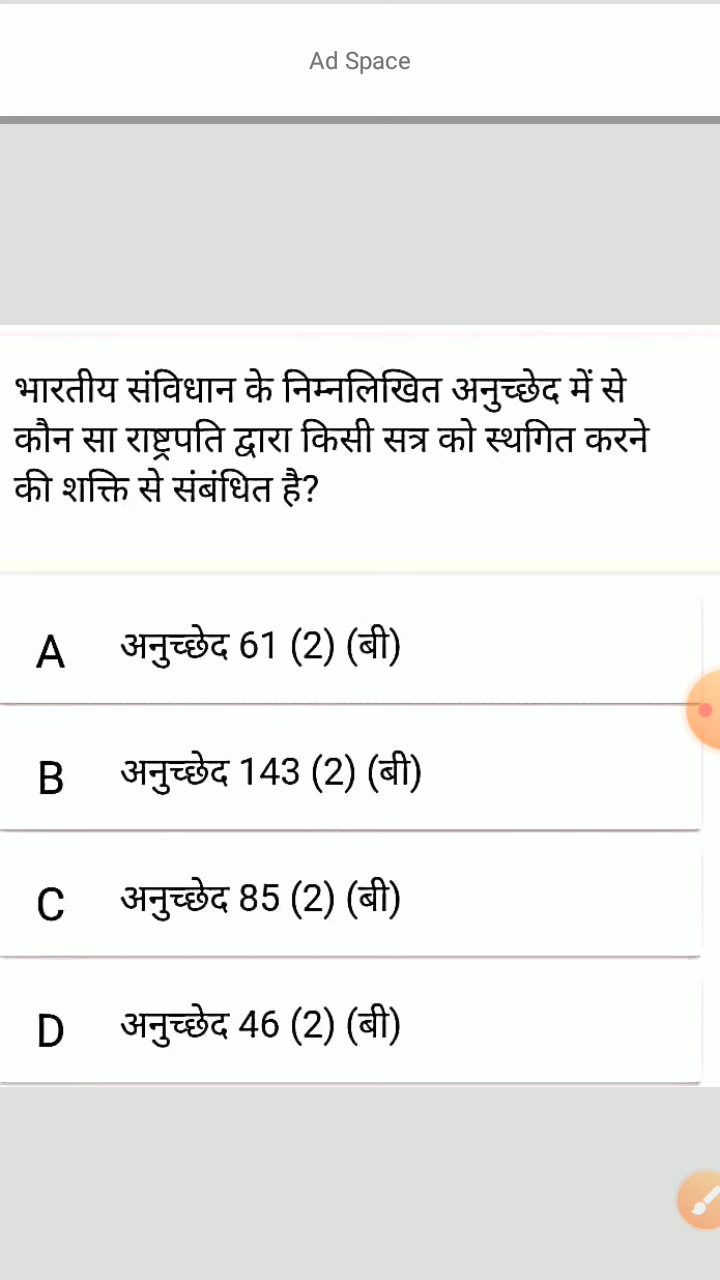 Ad Space
भारतीय संविधान के निम्नलिखित अनुच्छेद में से
कौन सा राष्ट्रपति द्वारा किसी सत्र को स्थगित करने
की शक्ति से संबंधित है?
A अनुच्छेद 61 (2) (बी)
B अनुच्छेद 143 (2) (बी)
C अनुच्छेद 85 (2) (बी)
D अनुच्छेद 46 (2) (बी)